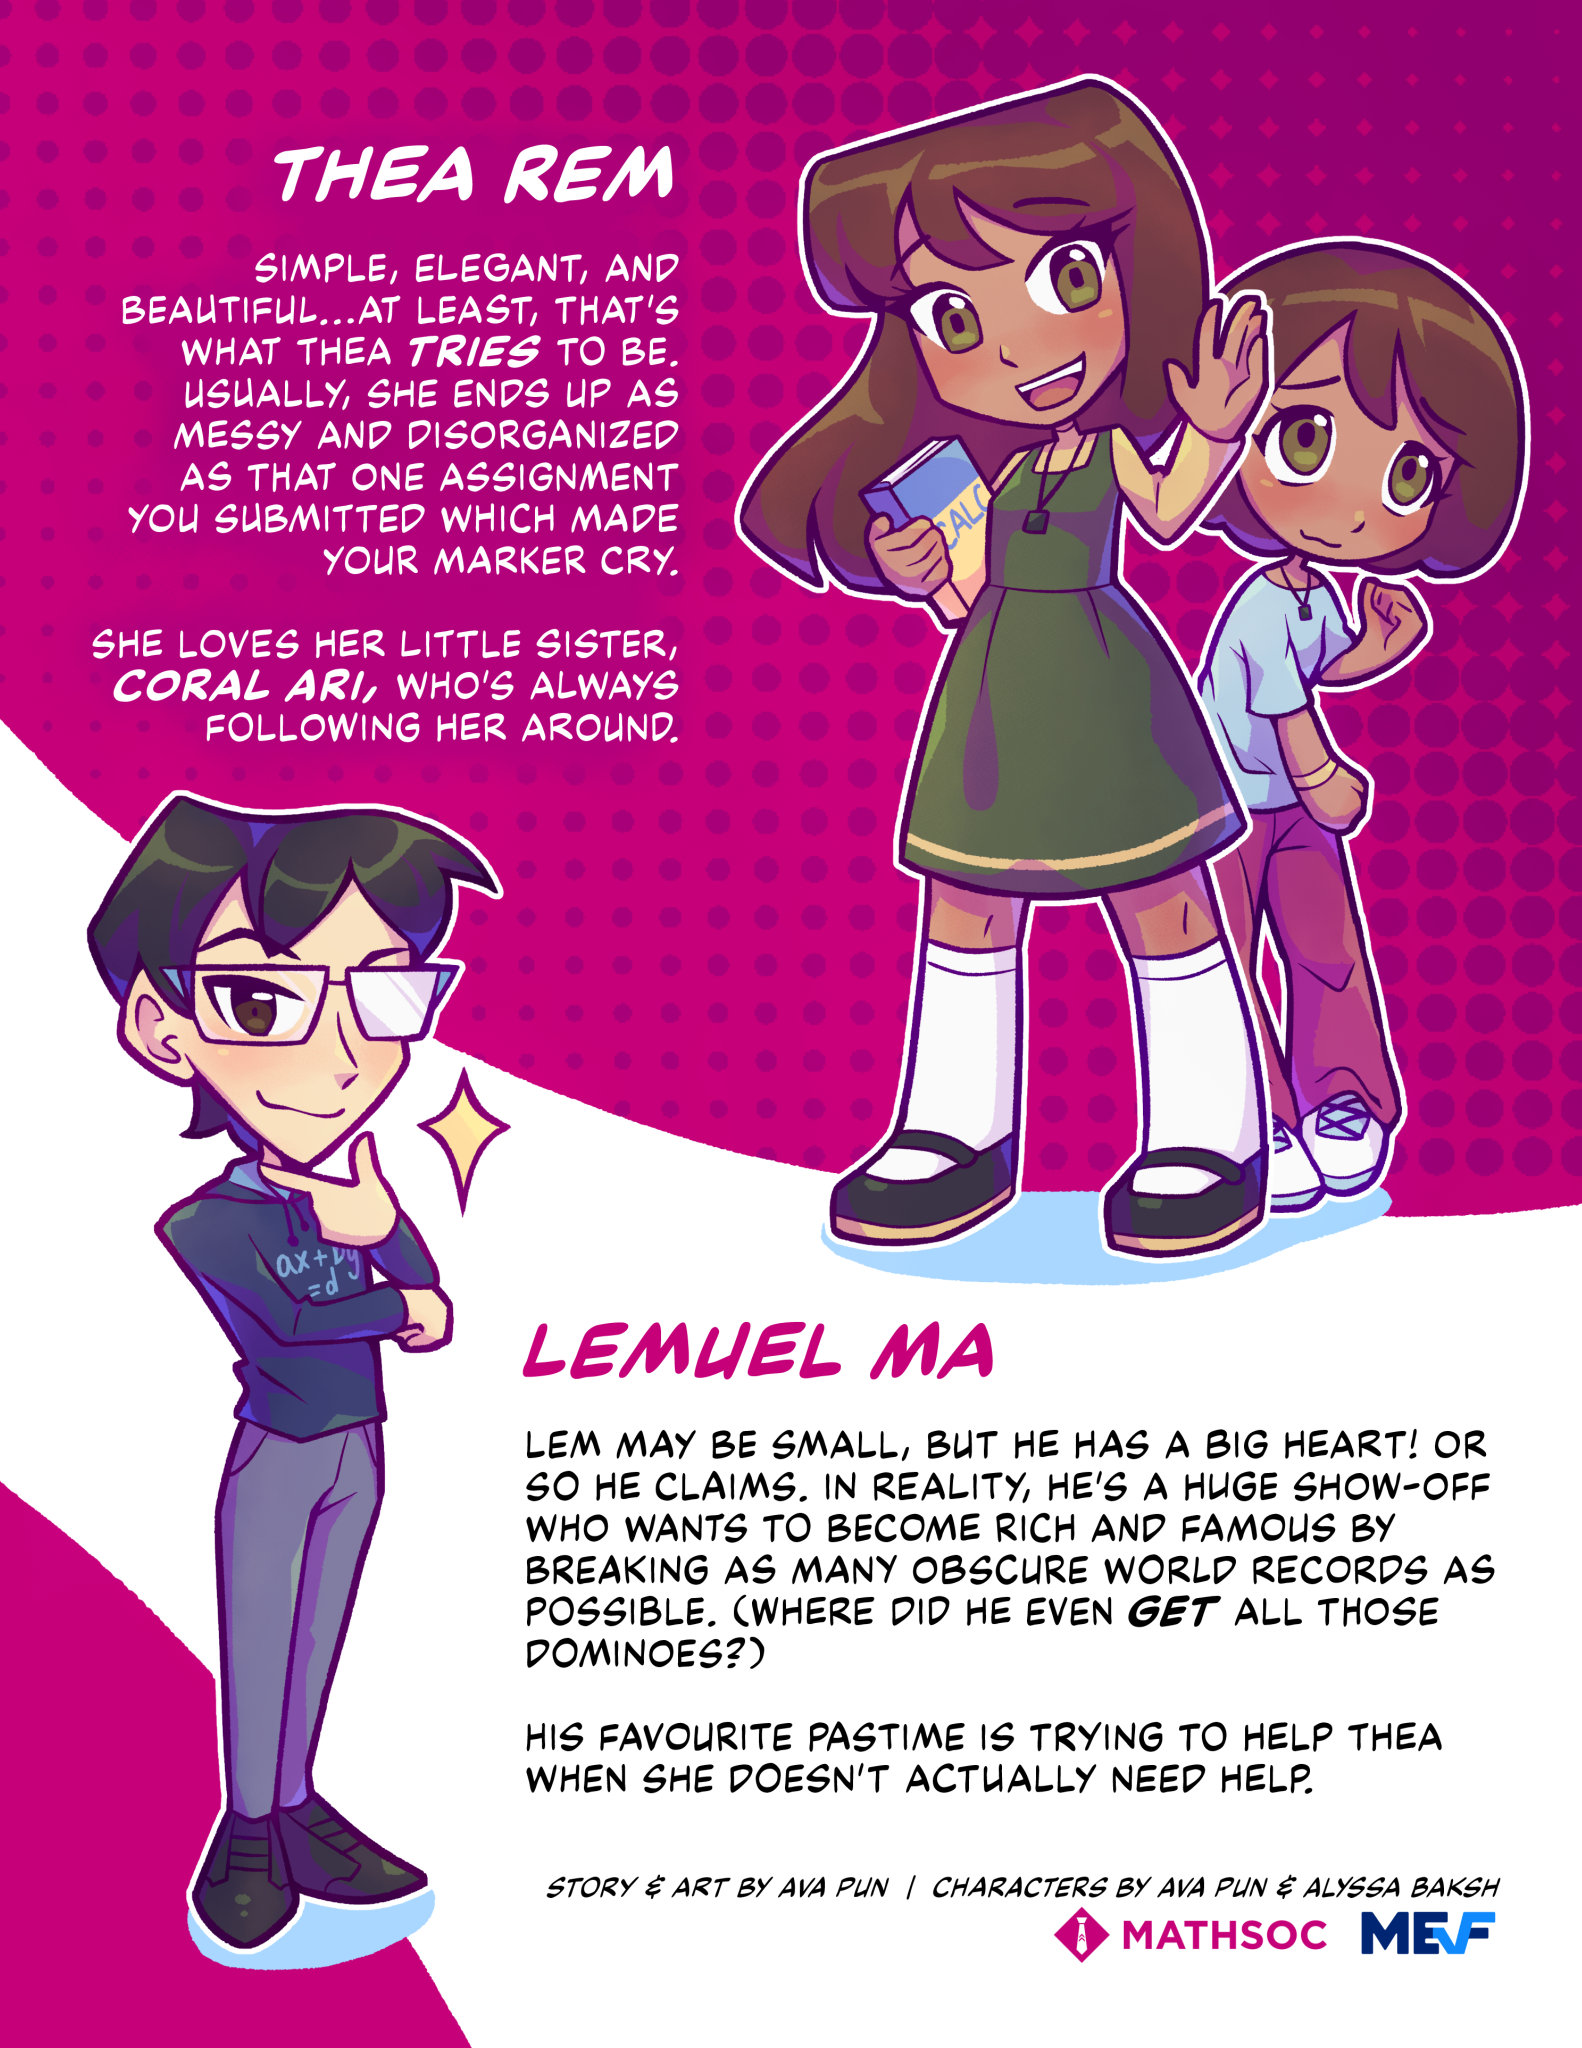 THEA REM
SIMPLE, ELEGANT, AND
BEAUTIFUL...AT LEAST, THAT'S
WHAT THEA TRIES TO BE.
USUALLY, SHE ENDS UP AS
MESSY AND DISORGANIZED
AS THAT ONE ASSIGNMENT
YOU SUBMITTED WHICH MADE
YOUR MARKER CRY.
SHE LOVES HER LITTLE SISTER,
CORAL ARI, WHO'S ALWAYS
FOLLOWING HER AROUND.
CALC
ax+by
=d
LEMUEL MA
LEM MAY BE SMALL, BUT HE HAS A BIG HEART! OR
SO HE CLAIMS. IN REALITY, HE'S A HUGE SHOW-OFF
WHO WANTS TO BECOME RICH AND FAMOUS BY
BREAKING AS MANY OBSCURE WORLD RECORDS AS
POSSIBLE. (WHERE DID HE EVEN GET ALL THOSE
DOMINOES?)
HIS FAVOURITE PASTIME IS TRYING TO HELP THEA
WHEN SHE DOESN'T ACTUALLY NEED HELP.
STORY & ART BY AVA PUN | CHARACTERS BY AVA PUN & ALYSSA BAKSH
MATHSOC MEF